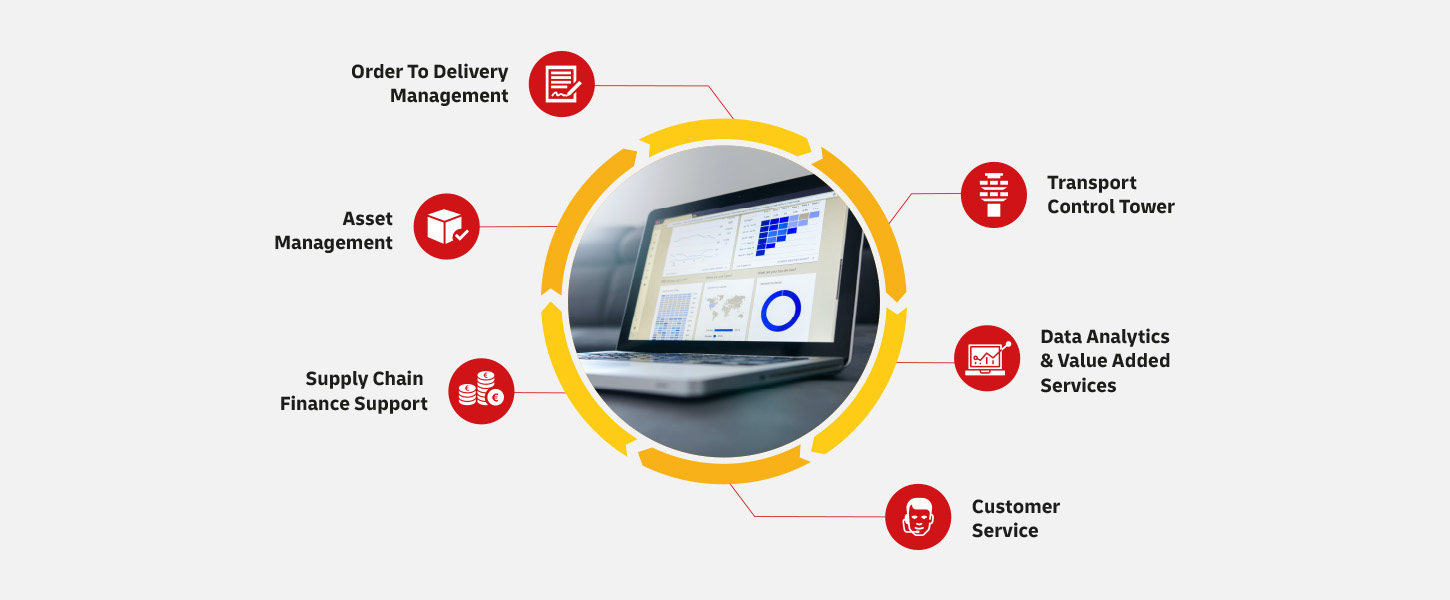 Order To Delivery
Management
Transport
Control Tower
Asset
Management
Data Analytics
& Value Added
Services
Supply Chain
Finance Support
€
€
€
Customer
Service